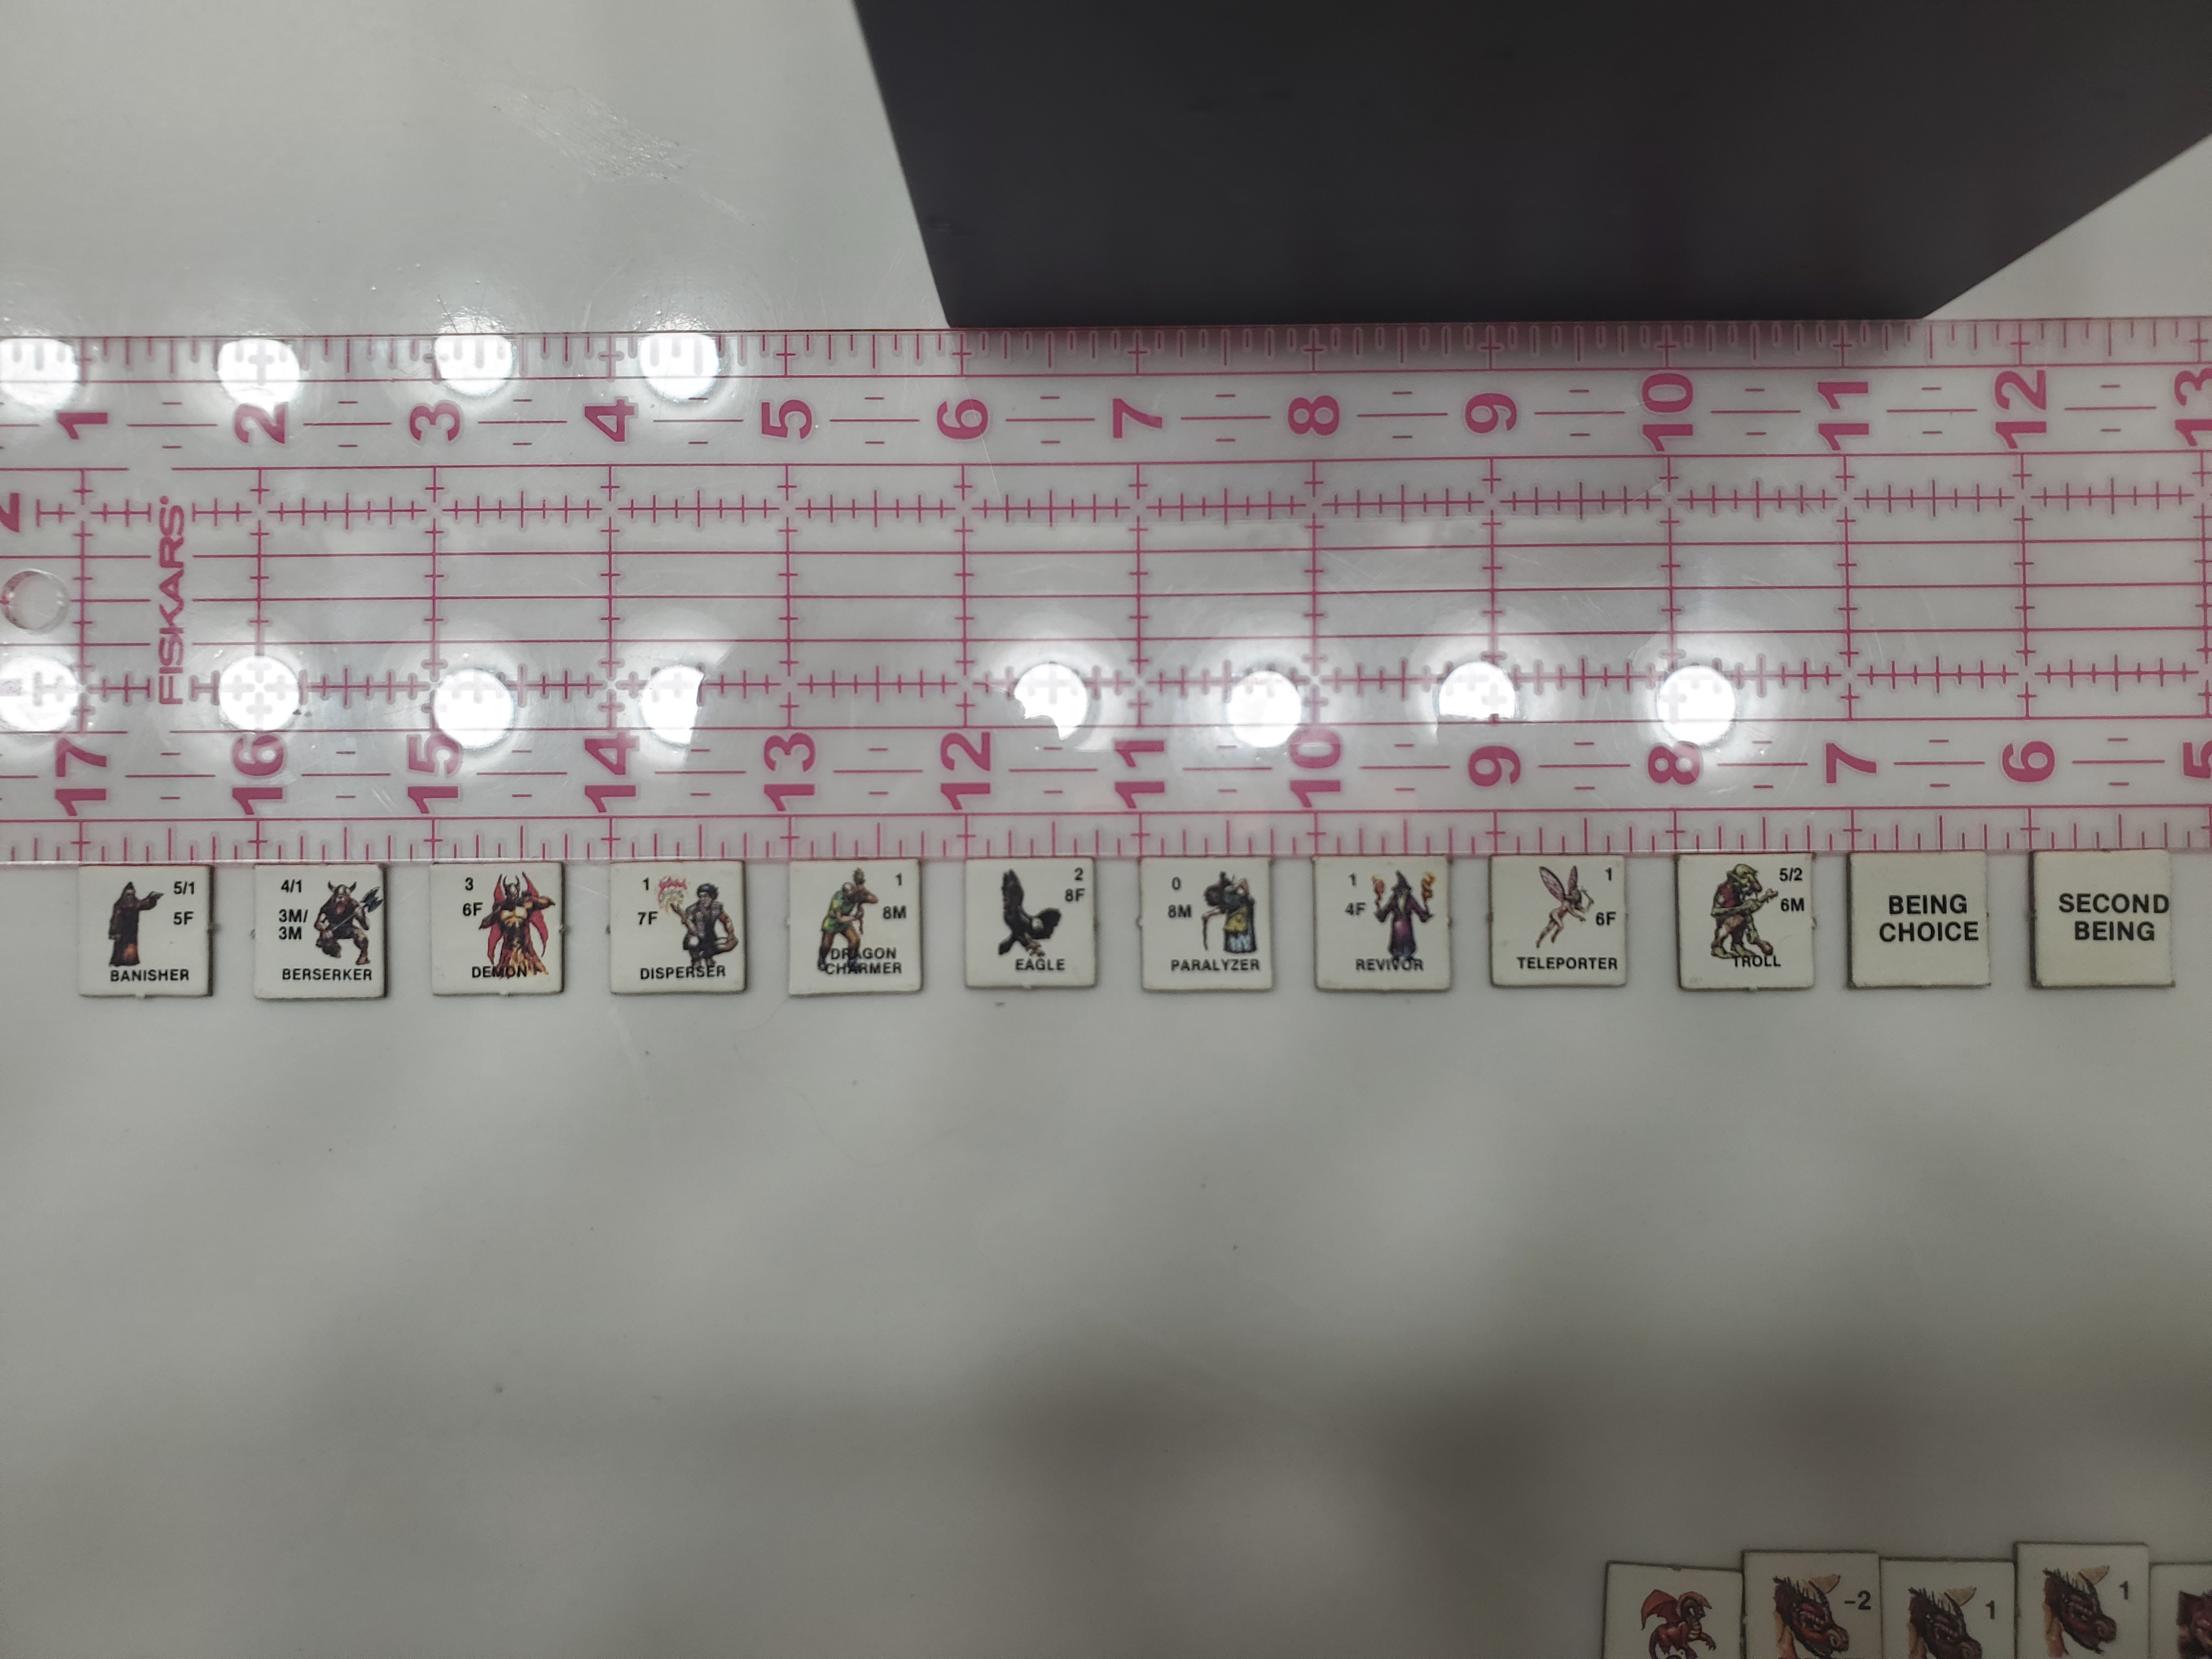 1
1
-2
SECOND
BEING
BEING
CHOICE
5/2
6M
TROLL
1
6F
TELEPORTER
1
4F
REVIVOR
0
8M
PARALYZER
2
8F
EAGLE
1
8M
DRAGON
CHARMER
1
7F
DISPERSER
3
6F
DEMON
4/1
3M/
3M
BERSERKER
5/1
5F
BANISHER
5 6 7 8 9 10 11 12 13 14 15 16 17
FISKARS®
13 12 11 10 9 8 7 6 5 4 3 2 1
2